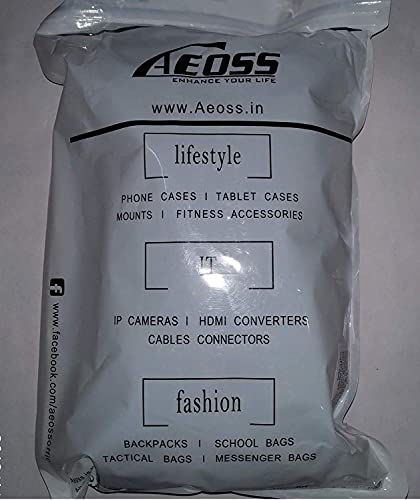 AEOSS
ENHANCE YOUR LIFE
www.Aeoss.in
lifestyle
PHONE CASES I TABLET CASES
MOUNTS I FITNESS ACCESSORIES
IT
IP CAMERAS I HDMI CONVERTERS
CABLES CONNECTORS
fashion
BACKPACKS I SCHOOL BAGS
TACTICAL BAGS I MESSENGER BAGS
f